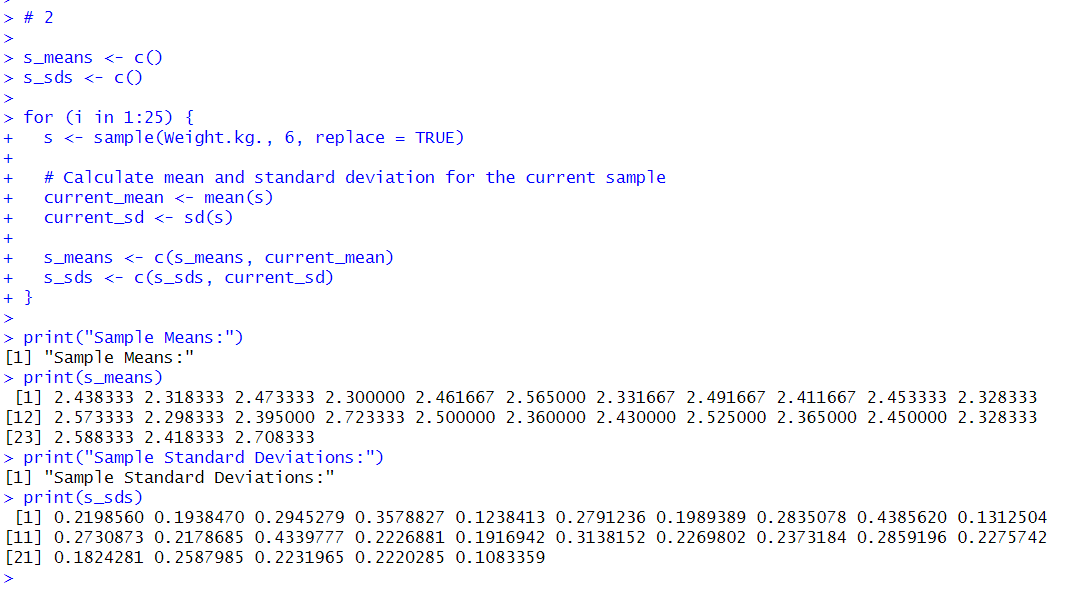 >
> # 2
>
> s_means <- c()
> s_sds <- c()
>
> for (i in 1:25) {
+   s <- sample(Weight.kg., 6, replace = TRUE)
+
+   # Calculate mean and standard deviation for the current sample
+   current_mean <- mean(s)
+   current_sd <- sd(s)
+
+   s_means <- c(s_means, current_mean)
+   s_sds <- c(s_sds, current_sd)
+ }
>
> print("Sample Means:")
[1] "Sample Means:"
> print(s_means)
 [1] 2.438333 2.318333 2.473333 2.300000 2.461667 2.565000 2.331667 2.491667 2.411667 2.453333 2.328333
[12] 2.573333 2.298333 2.395000 2.723333 2.500000 2.360000 2.430000 2.525000 2.365000 2.450000 2.328333
[23] 2.588333 2.418333 2.708333
> print("Sample Standard Deviations:")
[1] "Sample Standard Deviations:"
> print(s_sds)
 [1] 0.2198560 0.1938470 0.2945279 0.3578827 0.1238413 0.2791236 0.1989389 0.2835078 0.4385620 0.1312504
[11] 0.2730873 0.2178685 0.4339777 0.2226881 0.1916942 0.3138152 0.2269802 0.2373184 0.2859196 0.2275742
[21] 0.1824281 0.2587985 0.2231965 0.2220285 0.1083359
>